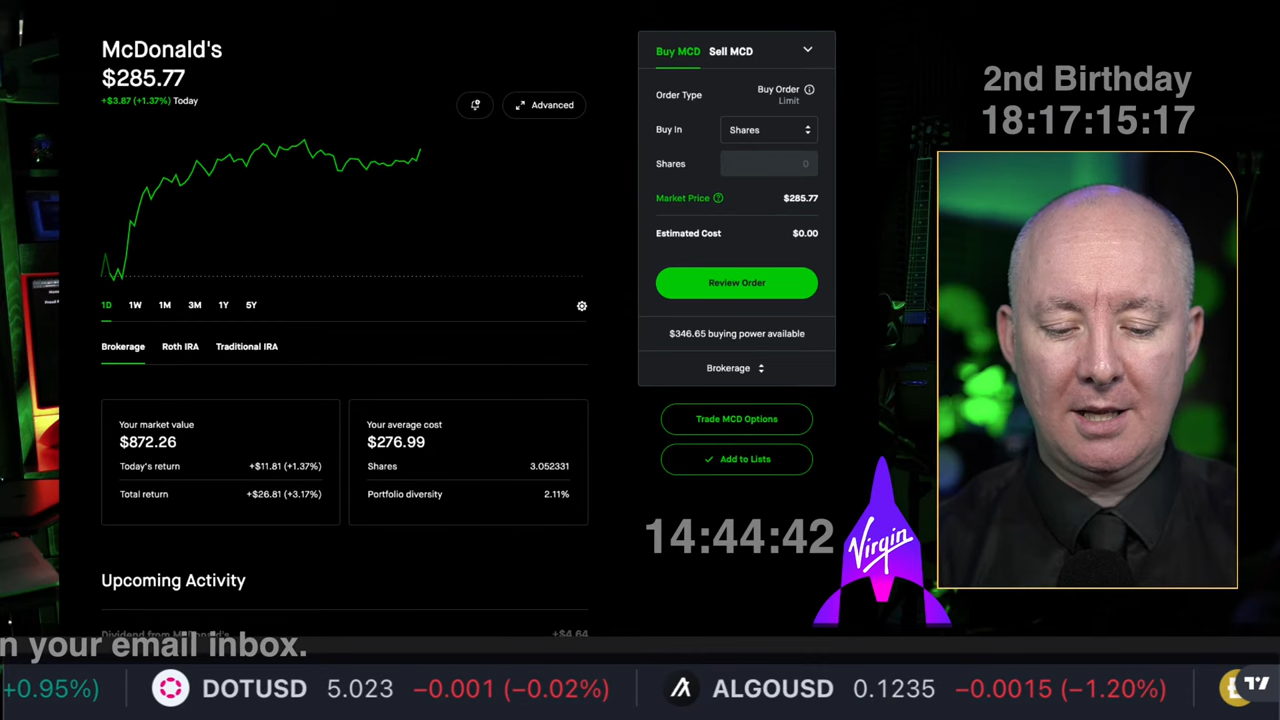 McDonald's
$285.77
+$3.87 (+1.37%) Today
Advanced
1D 1W 1M 3M 1Y 5Y
Brokerage Roth IRA Traditional IRA
Your market value
$872.26
Today's return +$11.81 (+1.37%)
Total return +$26.81 (+3.17%)
Your average cost
$276.99
Shares 3.052331
Portfolio diversity 2.11%
Upcoming Activity
Dividend from McDonald's +$4.64
Buy MCD Sell MCD
Order Type Buy Order
Limit
Buy In Shares
Shares 0
Market Price $285.77
Estimated Cost $0.00
Review Order
$346.65 buying power available
Brokerage
Trade MCD Options
Add to Lists
14:44:42
Virgin
2nd Birthday
18:17:15:17
n your email inbox.
+0.95%) DOTUSD 5.023 −0.001 (−0.02%) ALGOUSD 0.1235 −0.0015 (−1.20%)